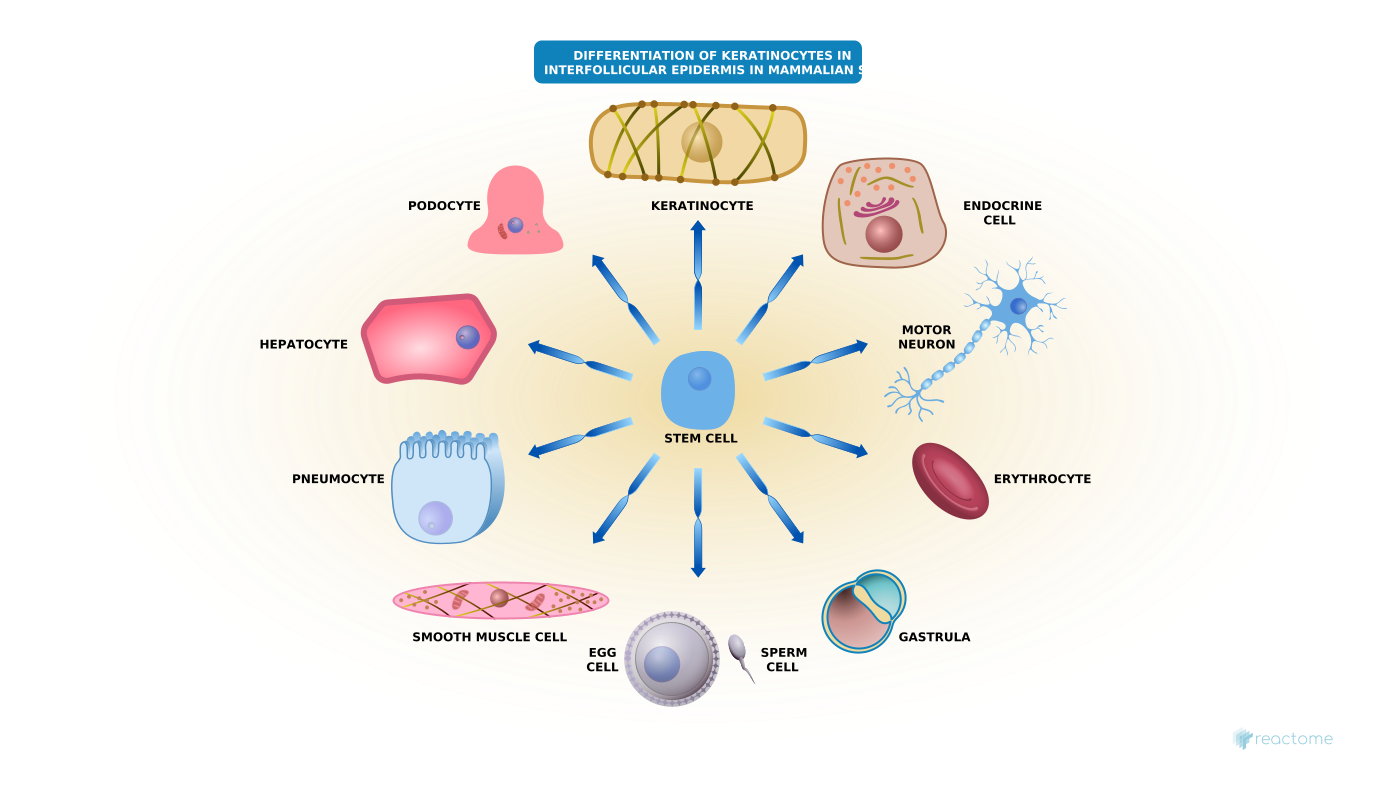 DIFFERENTIATION OF KERATINOCYTES IN
INTERFOLLICULAR EPIDERMIS IN MAMMALIAN S
PODOCYTE
KERATINOCYTE
ENDOCRINE
CELL
HEPATOCYTE
MOTOR
NEURON
STEM CELL
PNEUMOCYTE
ERYTHROCYTE
SMOOTH MUSCLE CELL
EGG
CELL
SPERM
CELL
GASTRULA
reactome